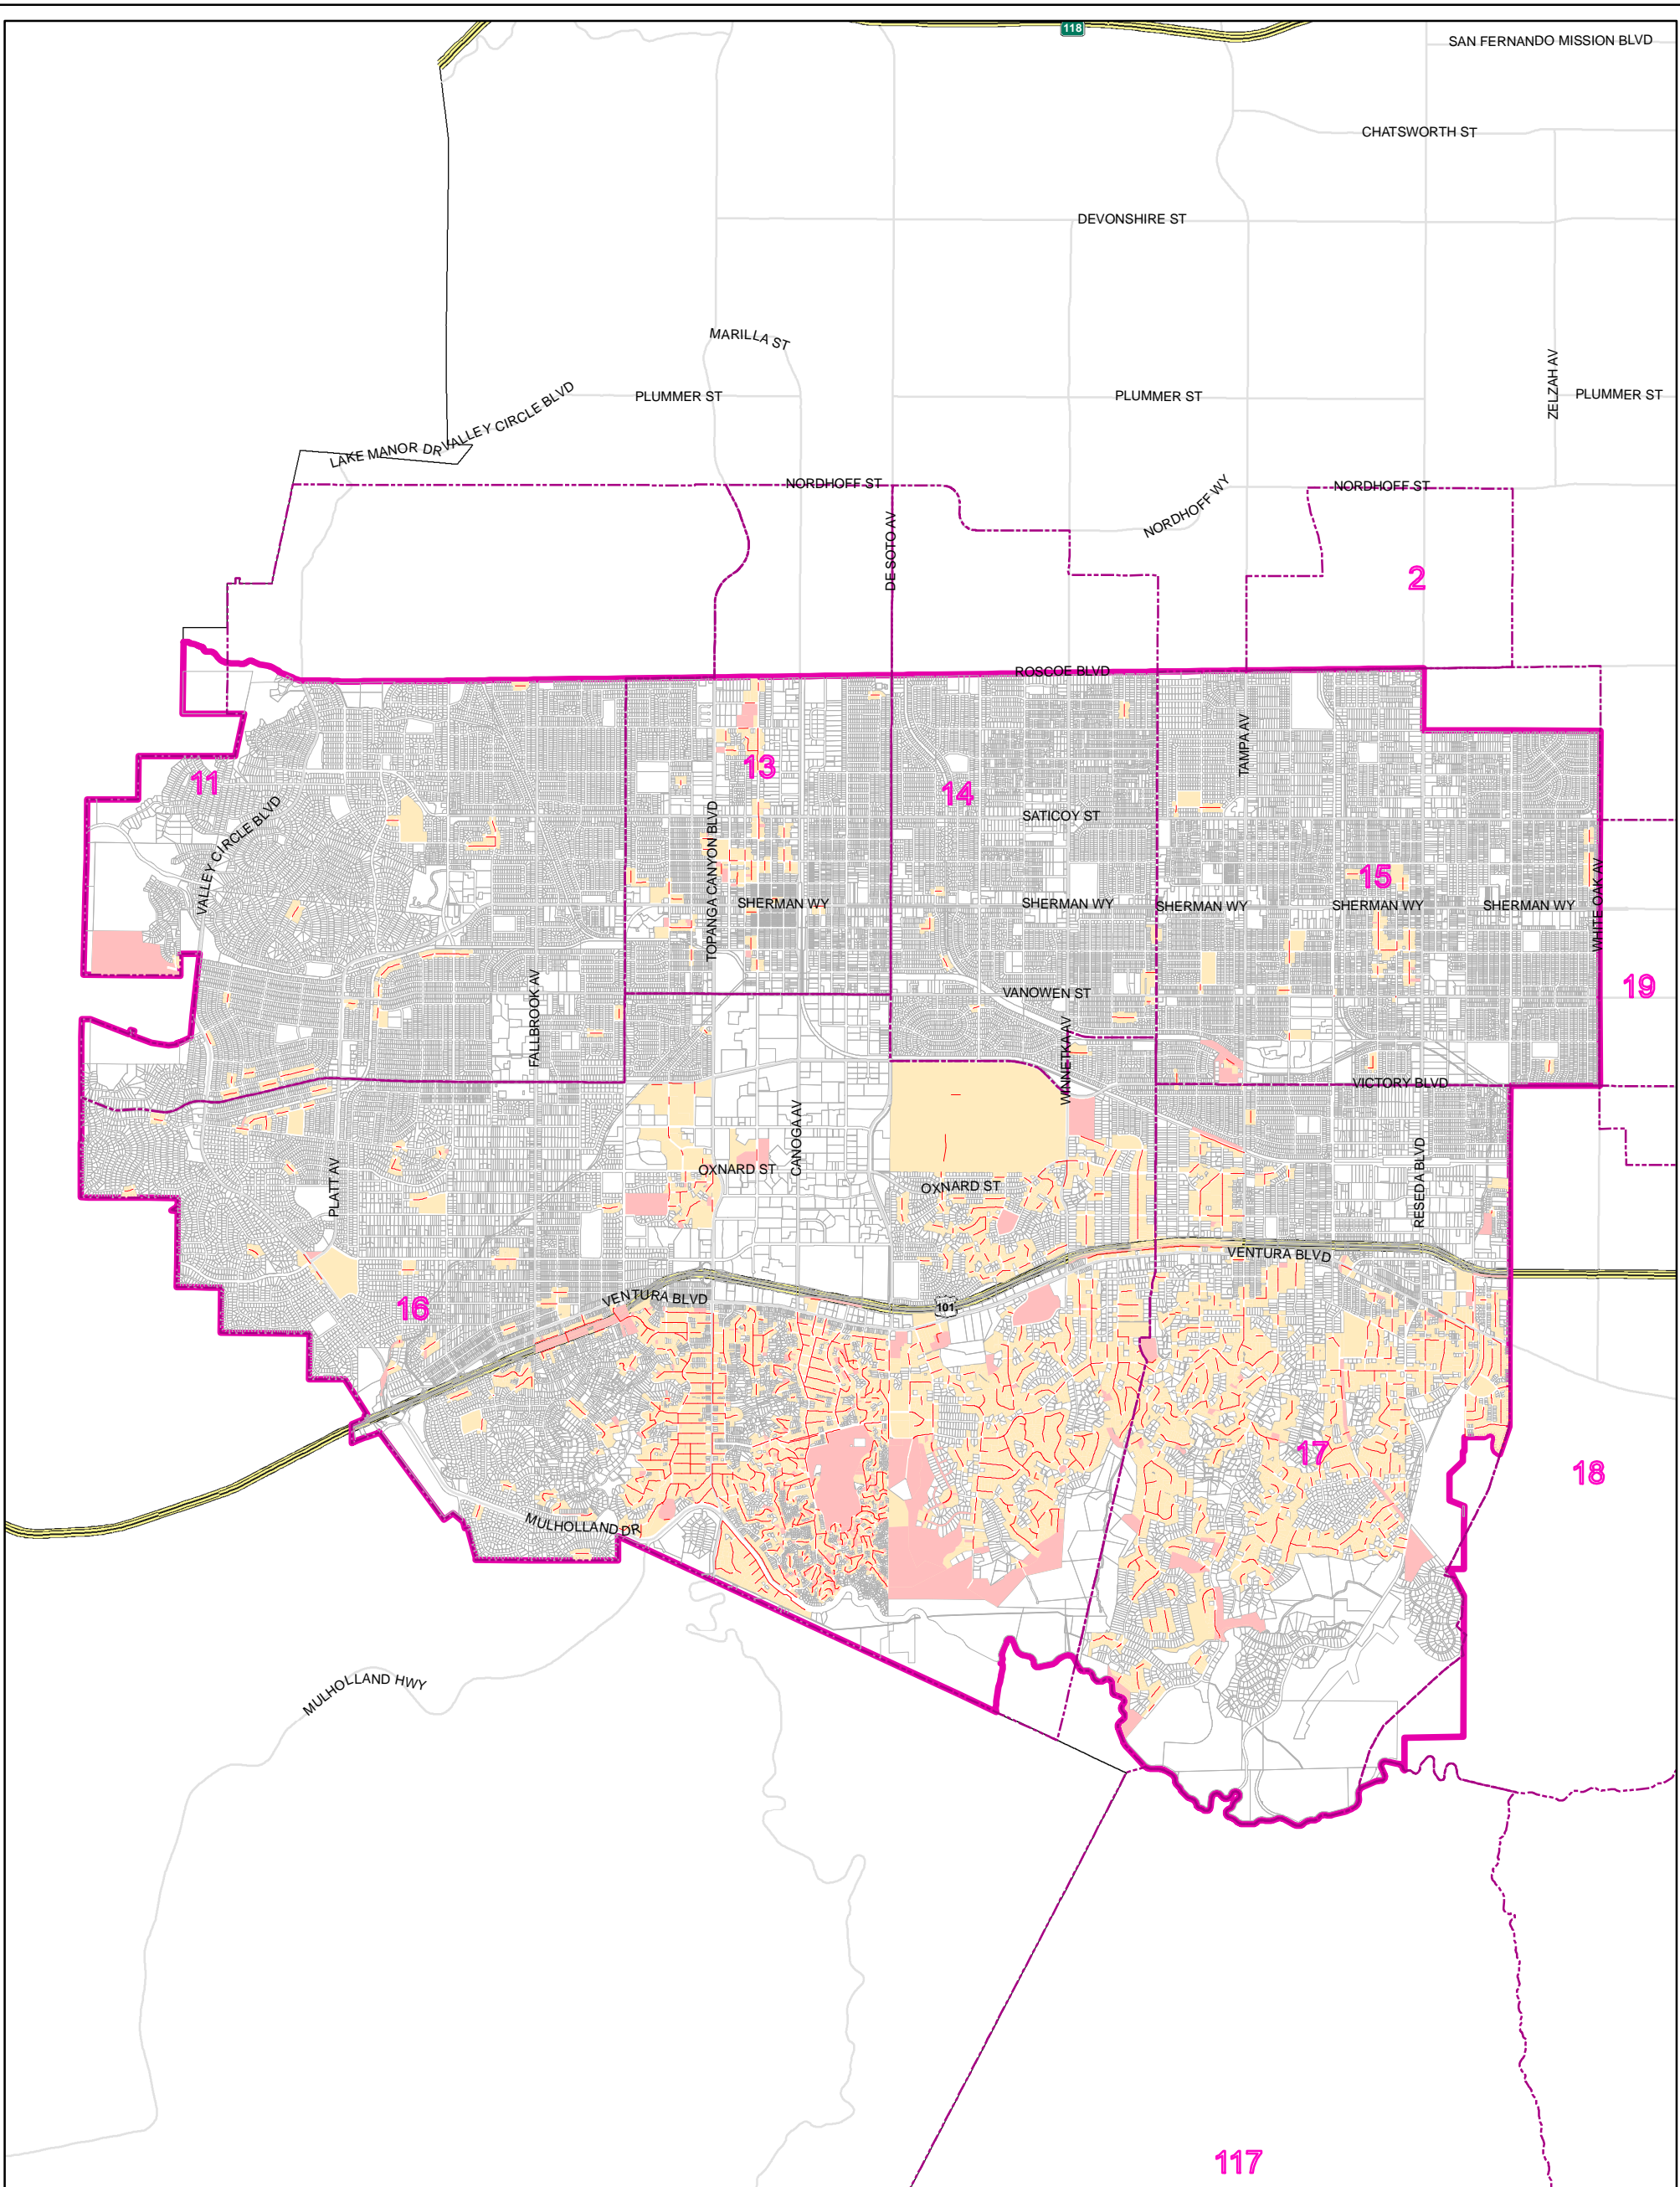 118
SAN FERNANDO MISSION BLVD
CHATSWORTH ST
DEVONSHIRE ST
MARILLA ST
ZELZAH AV
PLUMMER ST
PLUMMER ST
PLUMMER ST
VALLEY CIRCLE BLVD
LAKE MANOR DR
NORDHOFF ST
NORDHOFF WY
NORDHOFF ST
DE SOTO AV
2
ROSCOE BLVD
TAMPA AV
11
13
14
VALLEY CIRCLE BLVD
TOPANGA CANYON BLVD
SATICOY ST
15
WHITE OAK AV
SHERMAN WY
SHERMAN WY
SHERMAN WY
SHERMAN WY
SHERMAN WY
FALLBROOK AV
VANOWEN ST
19
WINNETKA AV
VICTORY BLVD
CANOGA AV
PLATT AV
OXNARD ST
OXNARD ST
RESEDA BLVD
VENTURA BLVD
16
VENTURA BLVD
101
17
18
MULHOLLAND DR
MULHOLLAND HWY
117